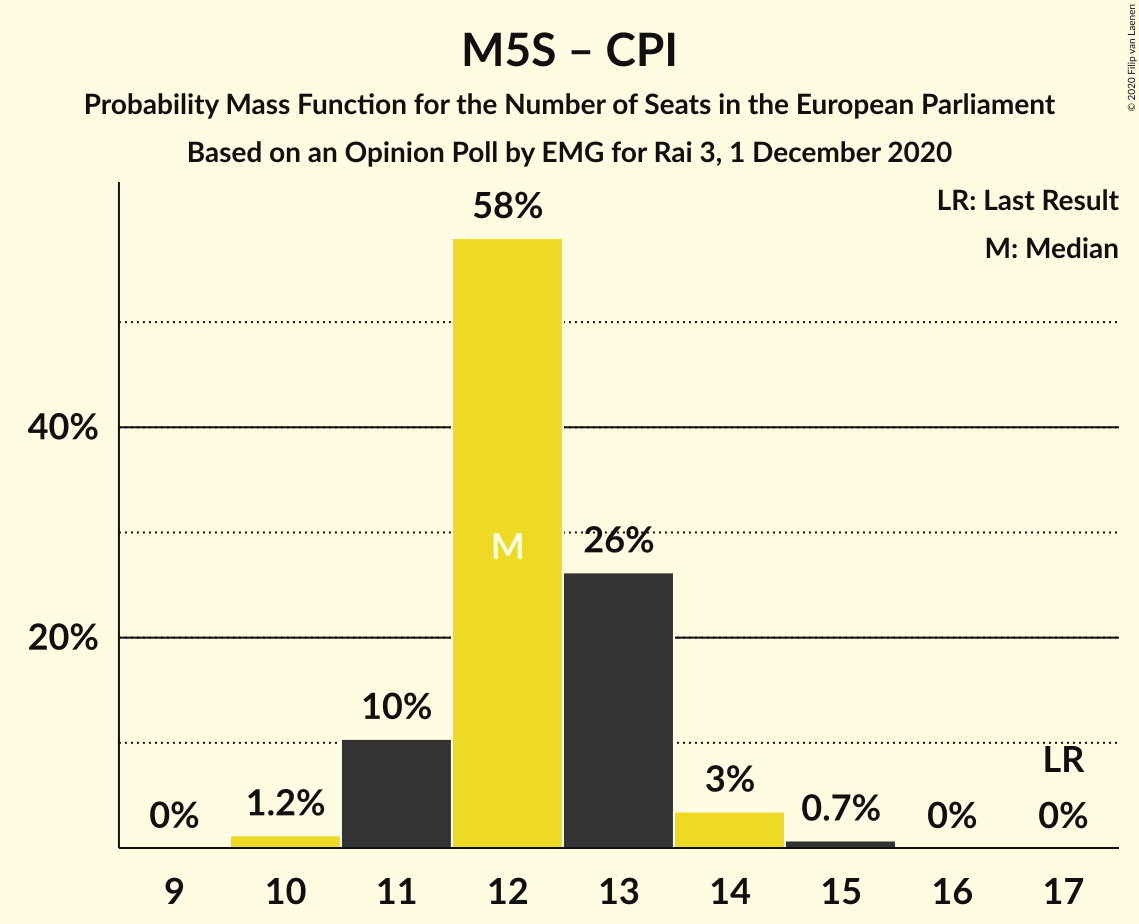 © 2020 Filip van Laenen
M5S – CPI
Probability Mass Function for the Number of Seats in the European Parliament
Based on an Opinion Poll by EMG for Rai 3, 1 December 2020
LR: Last Result
M: Median
58%
40%
M
26%
20%
10%
LR
0%
1.2%
3%
0.7%
0%
0%
9 10 11 12 13 14 15 16 17